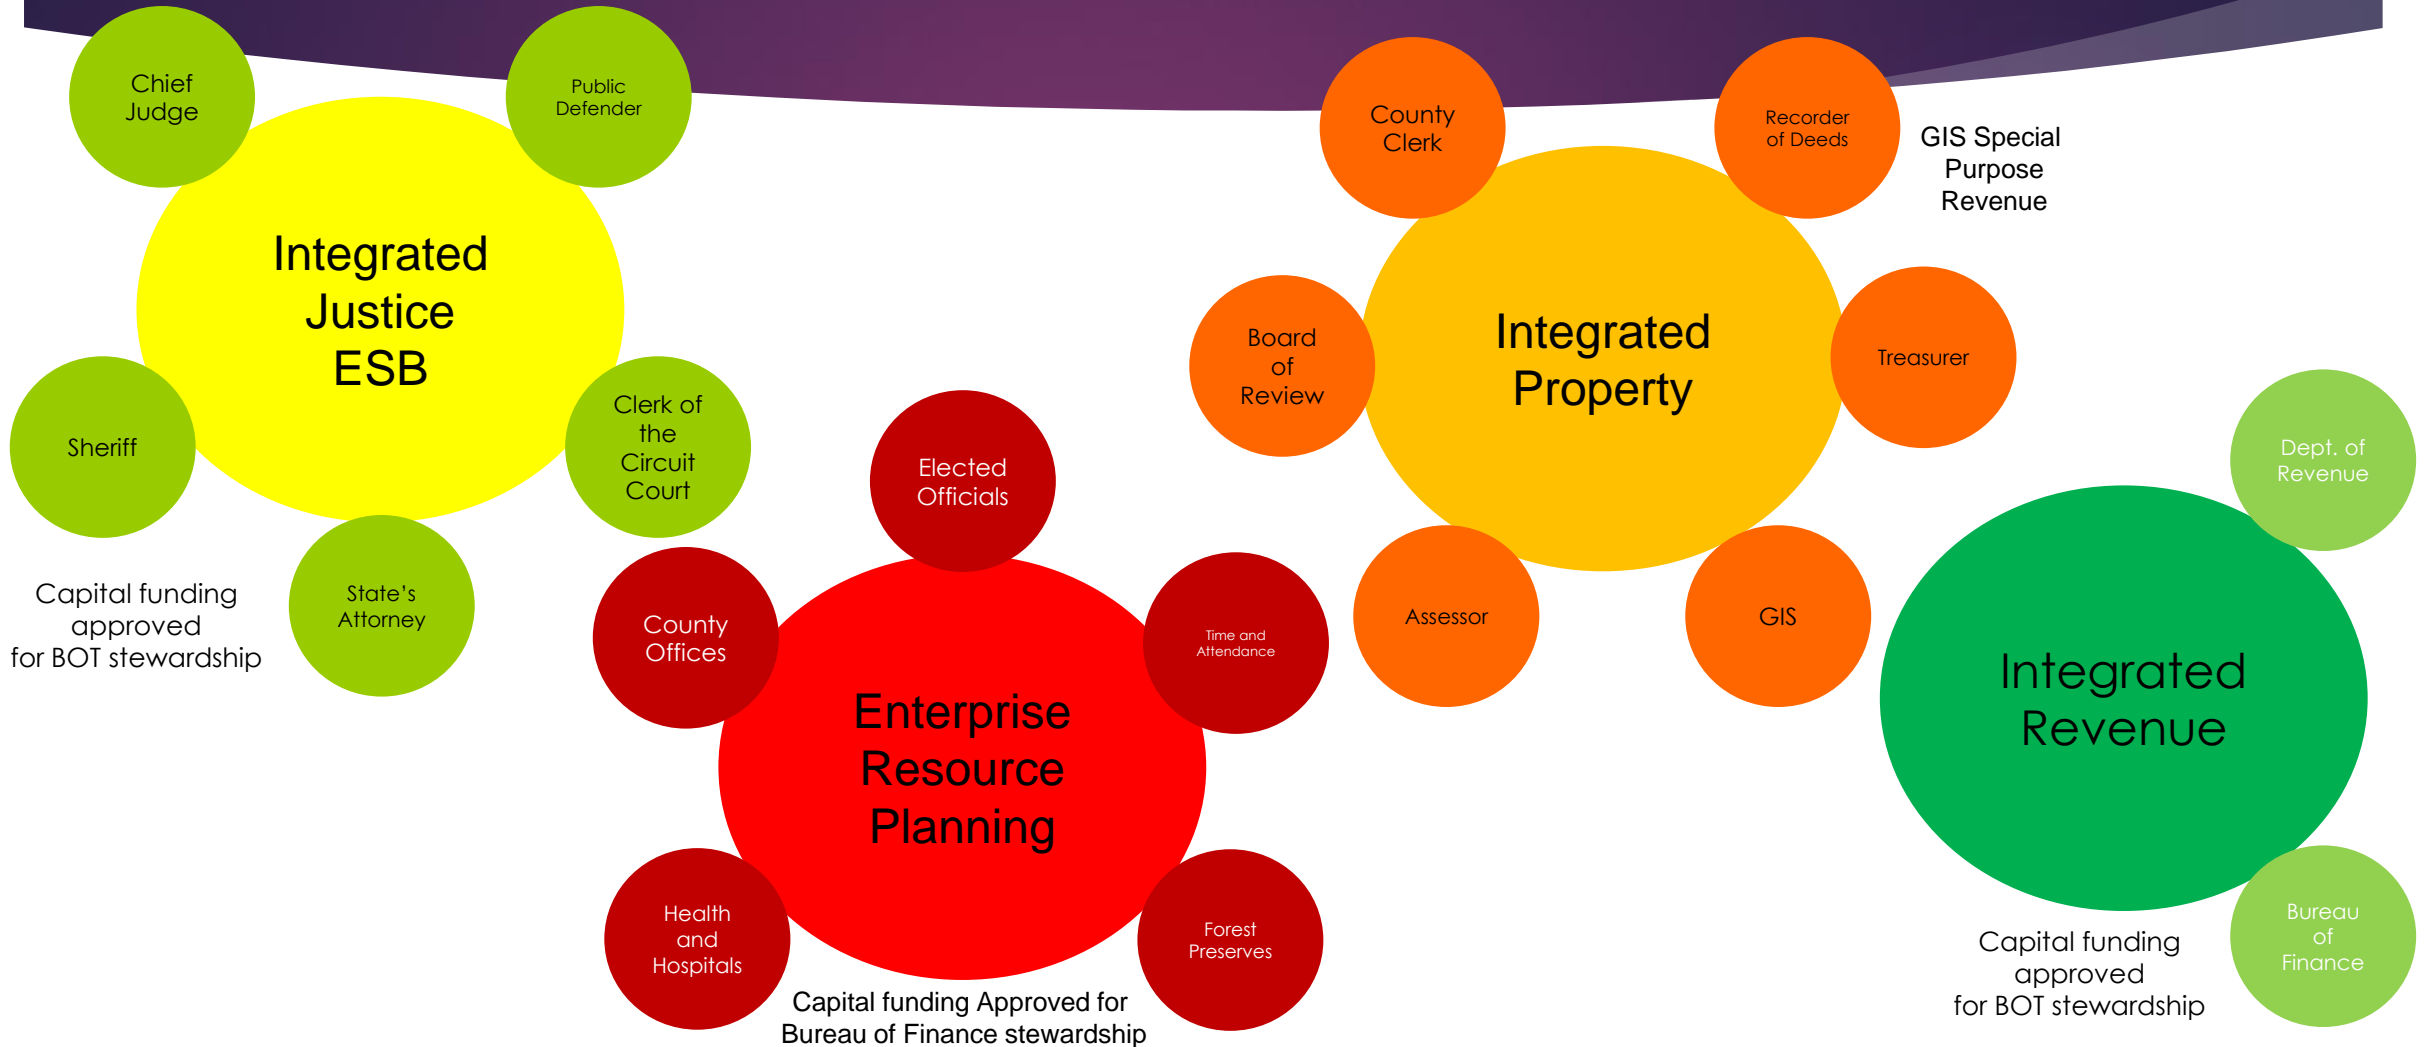 Chief
Judge
Public
Defender
Integrated
Justice
ESB
Sheriff
Clerk of
the
Circuit
Court
State’s
Attorney
Capital funding
approved
for BOT stewardship
Elected
Officials
County
Offices
Time and
Attendance
Enterprise
Resource
Planning
Health
and
Hospitals
Forest
Preserves
Capital funding Approved for
Bureau of Finance stewardship
County
Clerk
Recorder
of Deeds
GIS Special
Purpose
Revenue
Board
of
Review
Integrated
Property
Treasurer
Assessor
GIS
Dept. of
Revenue
Integrated
Revenue
Bureau
of
Finance
Capital funding
approved
for BOT stewardship